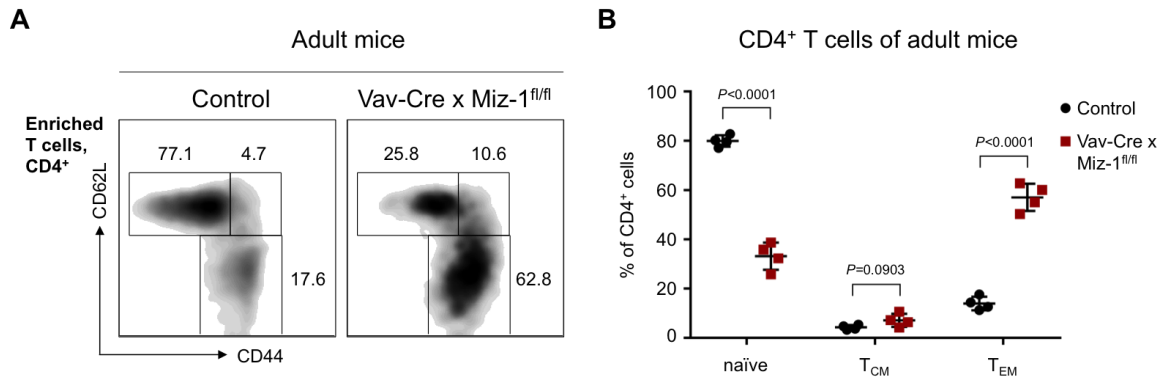 A
Adult mice
Control
Vav-Cre x Miz-1fl/fl
Enriched
T cells,
CD4+
77.1
4.7
17.6
25.8
10.6
62.8
CD62L
CD44
B
CD4+ T cells of adult mice
% of CD4+ cells
100
80
60
40
20
0
P<0.0001
P=0.0903
P<0.0001
naïve
TCM
TEM
Control
Vav-Cre x
Miz-1fl/fl